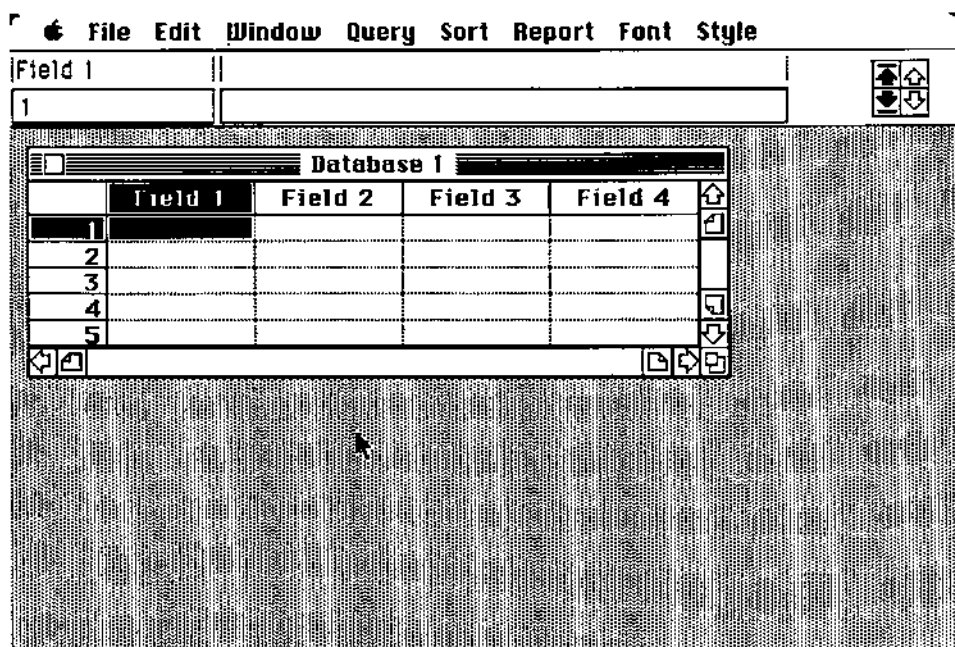 File Edit Window Query Sort Report Font Style
Field 1
1
Database 1
Field 1 Field 2 Field 3 Field 4
1
2
3
4
5